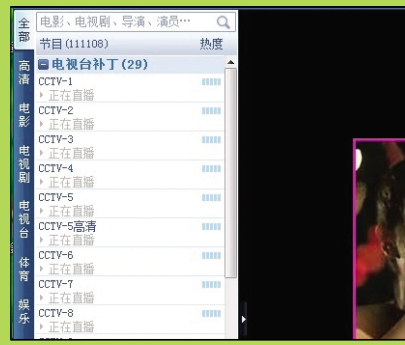 全部
高清
电影
电视剧
电视台
体育
娱乐
电影、电视剧、导演、演员…
节目(111108) 热度
电视台补丁(29)
CCTV-1
正在直播
CCTV-2
正在直播
CCTV-3
正在直播
CCTV-4
正在直播
CCTV-5
正在直播
CCTV-5高清
正在直播
CCTV-6
正在直播
CCTV-7
正在直播
CCTV-8
正在直播